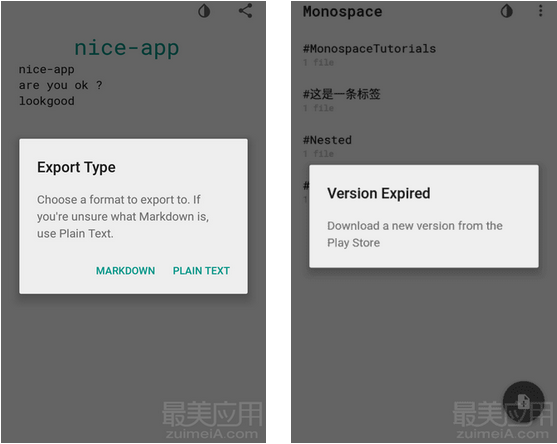 nice-app
nice-app
are you ok ?
lookgood
Export Type
Choose a format to export to. If
you're unsure what Markdown is,
use Plain Text.
MARKDOWN
PLAIN TEXT
最美应用
zuimeiA.com
Monospace
#MonospaceTutorials
1 file
#这是一条标签
1 file
#Nested
1 file
#
1
Version Expired
Download a new version from the
Play Store
最美应用
zuimeiA.com